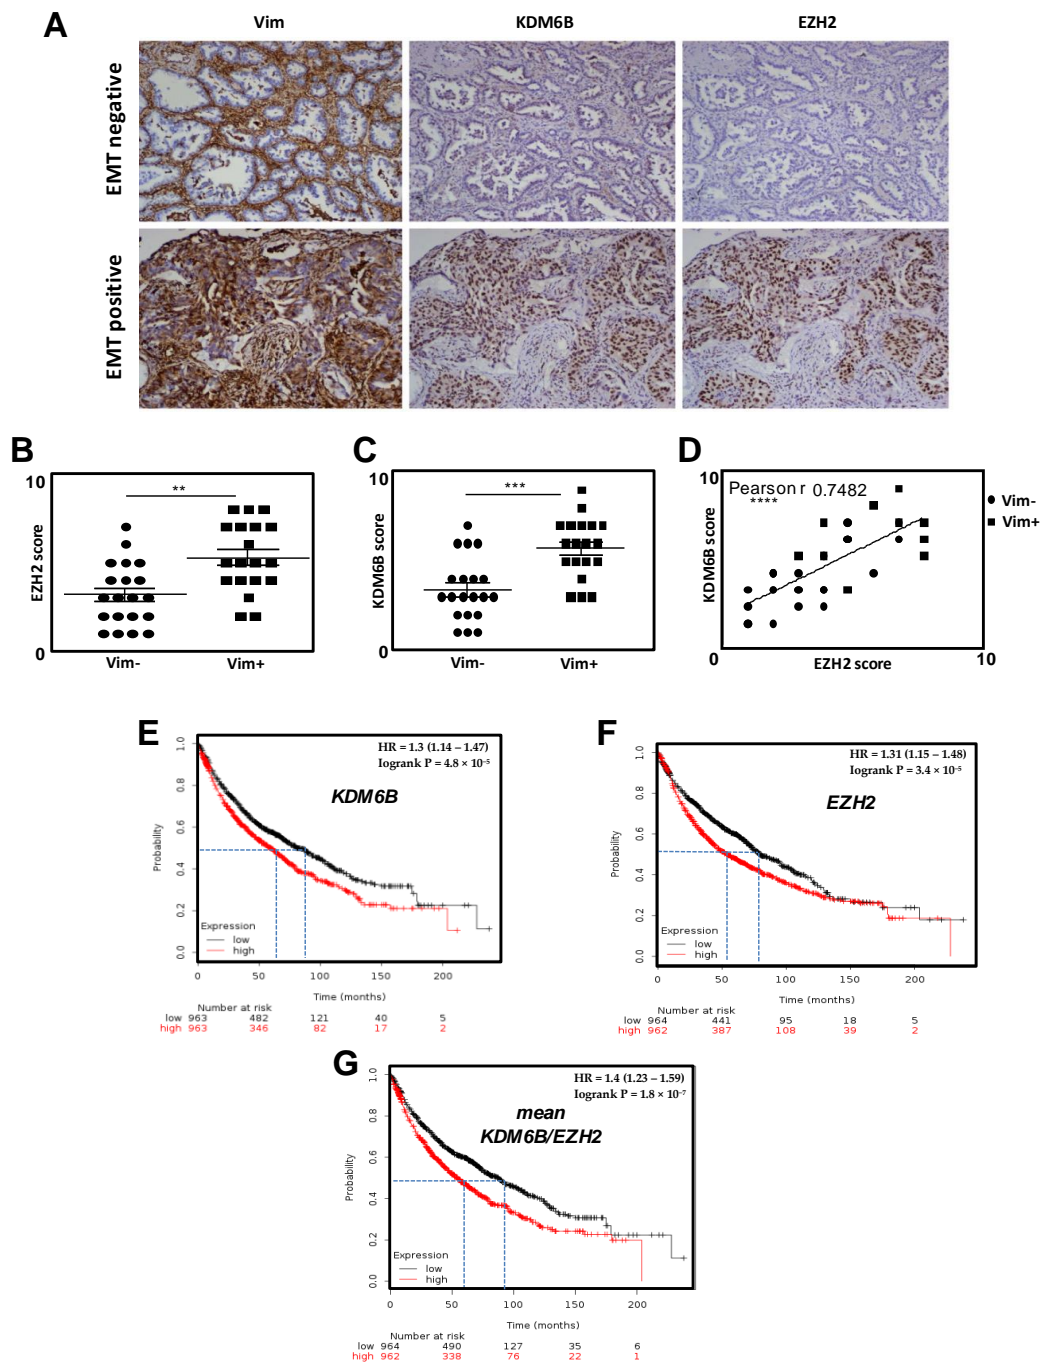 A
Vim
KDM6B
EZH2
EMT negative
EMT positive
B
10
EZH2 score
0
**
Vim-
Vim+
C
10
KDM6B score
0
***
Vim-
Vim+
D
10
KDM6B score
0
Pearson r 0.7482
****
EZH2 score
10
Vim-
Vim+
E
HR = 1.3 (1.14 – 1.47)
logrank P = 4.8 × 10⁻⁵
KDM6B
Probability
1.0
0.8
0.6
0.4
0.2
0.0
Expression
low
high
0 50 100 150 200
Time (months)
Number at risk
low 963 482 121 40 5
high 963 346 82 17 2
F
HR = 1.31 (1.15 – 1.48)
logrank P = 3.4 × 10⁻⁵
EZH2
Probability
1.0
0.8
0.6
0.4
0.2
0.0
Expression
low
high
0 50 100 150 200
Time (months)
Number at risk
low 964 441 95 18 5
high 962 387 108 39 2
G
HR = 1.4 (1.23 – 1.59)
logrank P = 1.8 × 10⁻⁷
mean
KDM6B/EZH2
Probability
1.0
0.8
0.6
0.4
0.2
0.0
Expression
low
high
0 50 100 150 200
Time (months)
Number at risk
low 964 490 127 35 6
high 962 338 76 22 1